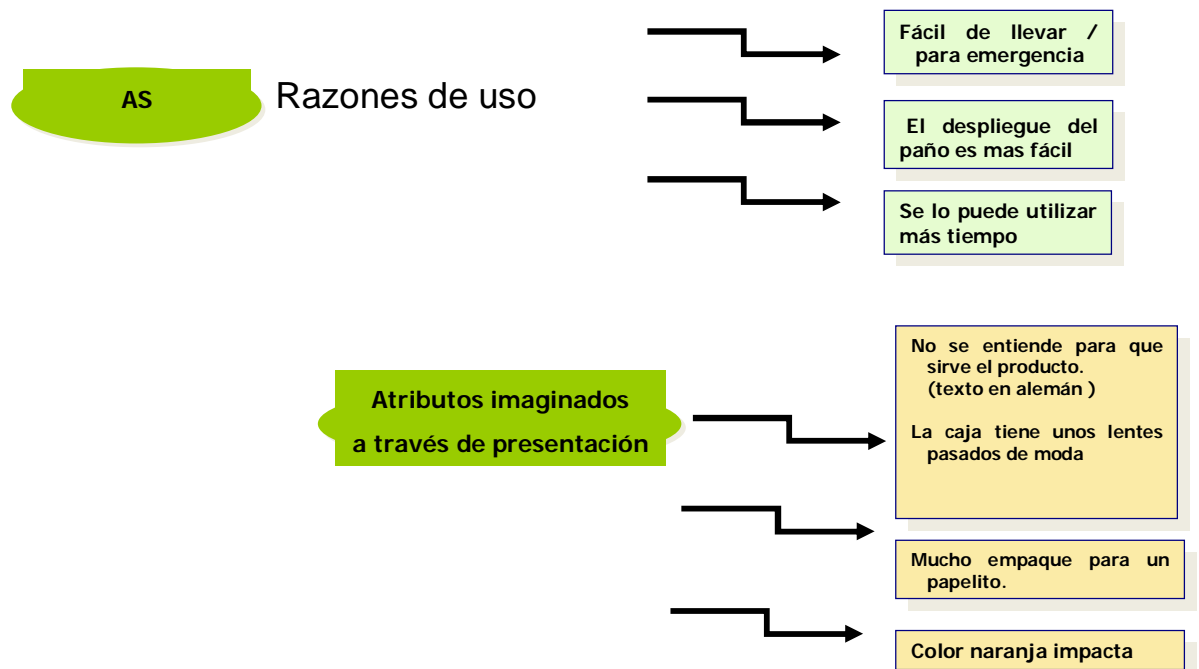 AS
Razones de uso
Fácil de llevar /
para emergencia
El despliegue del
paño es mas fácil
Se lo puede utilizar
más tiempo
Atributos imaginados
a través de presentación
No se entiende para que
sirve el producto.
(texto en alemán )
La caja tiene unos lentes
pasados de moda
Mucho empaque para un
papelito.
Color naranja impacta